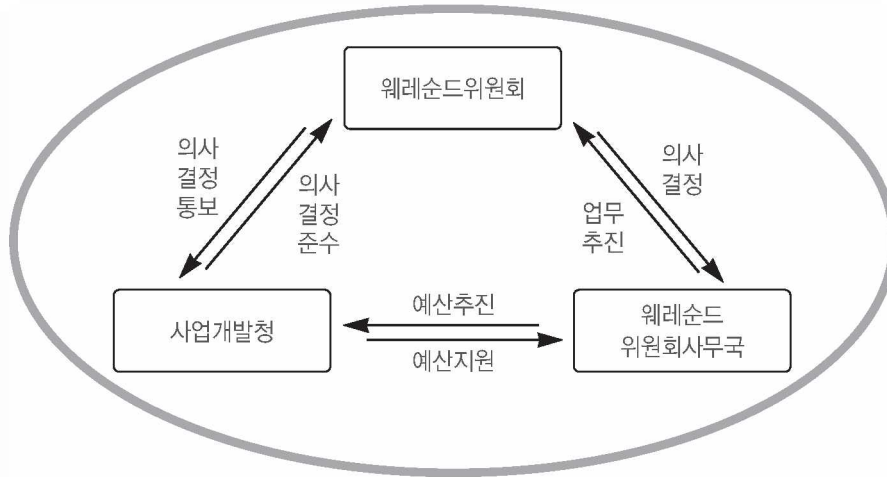 웨레순드위원회
의사
결정
통보
의사
결정
준수
의사
결정
업무
추진
사업개발청
예산추진
예산지원
웨레순드
위원회사무국